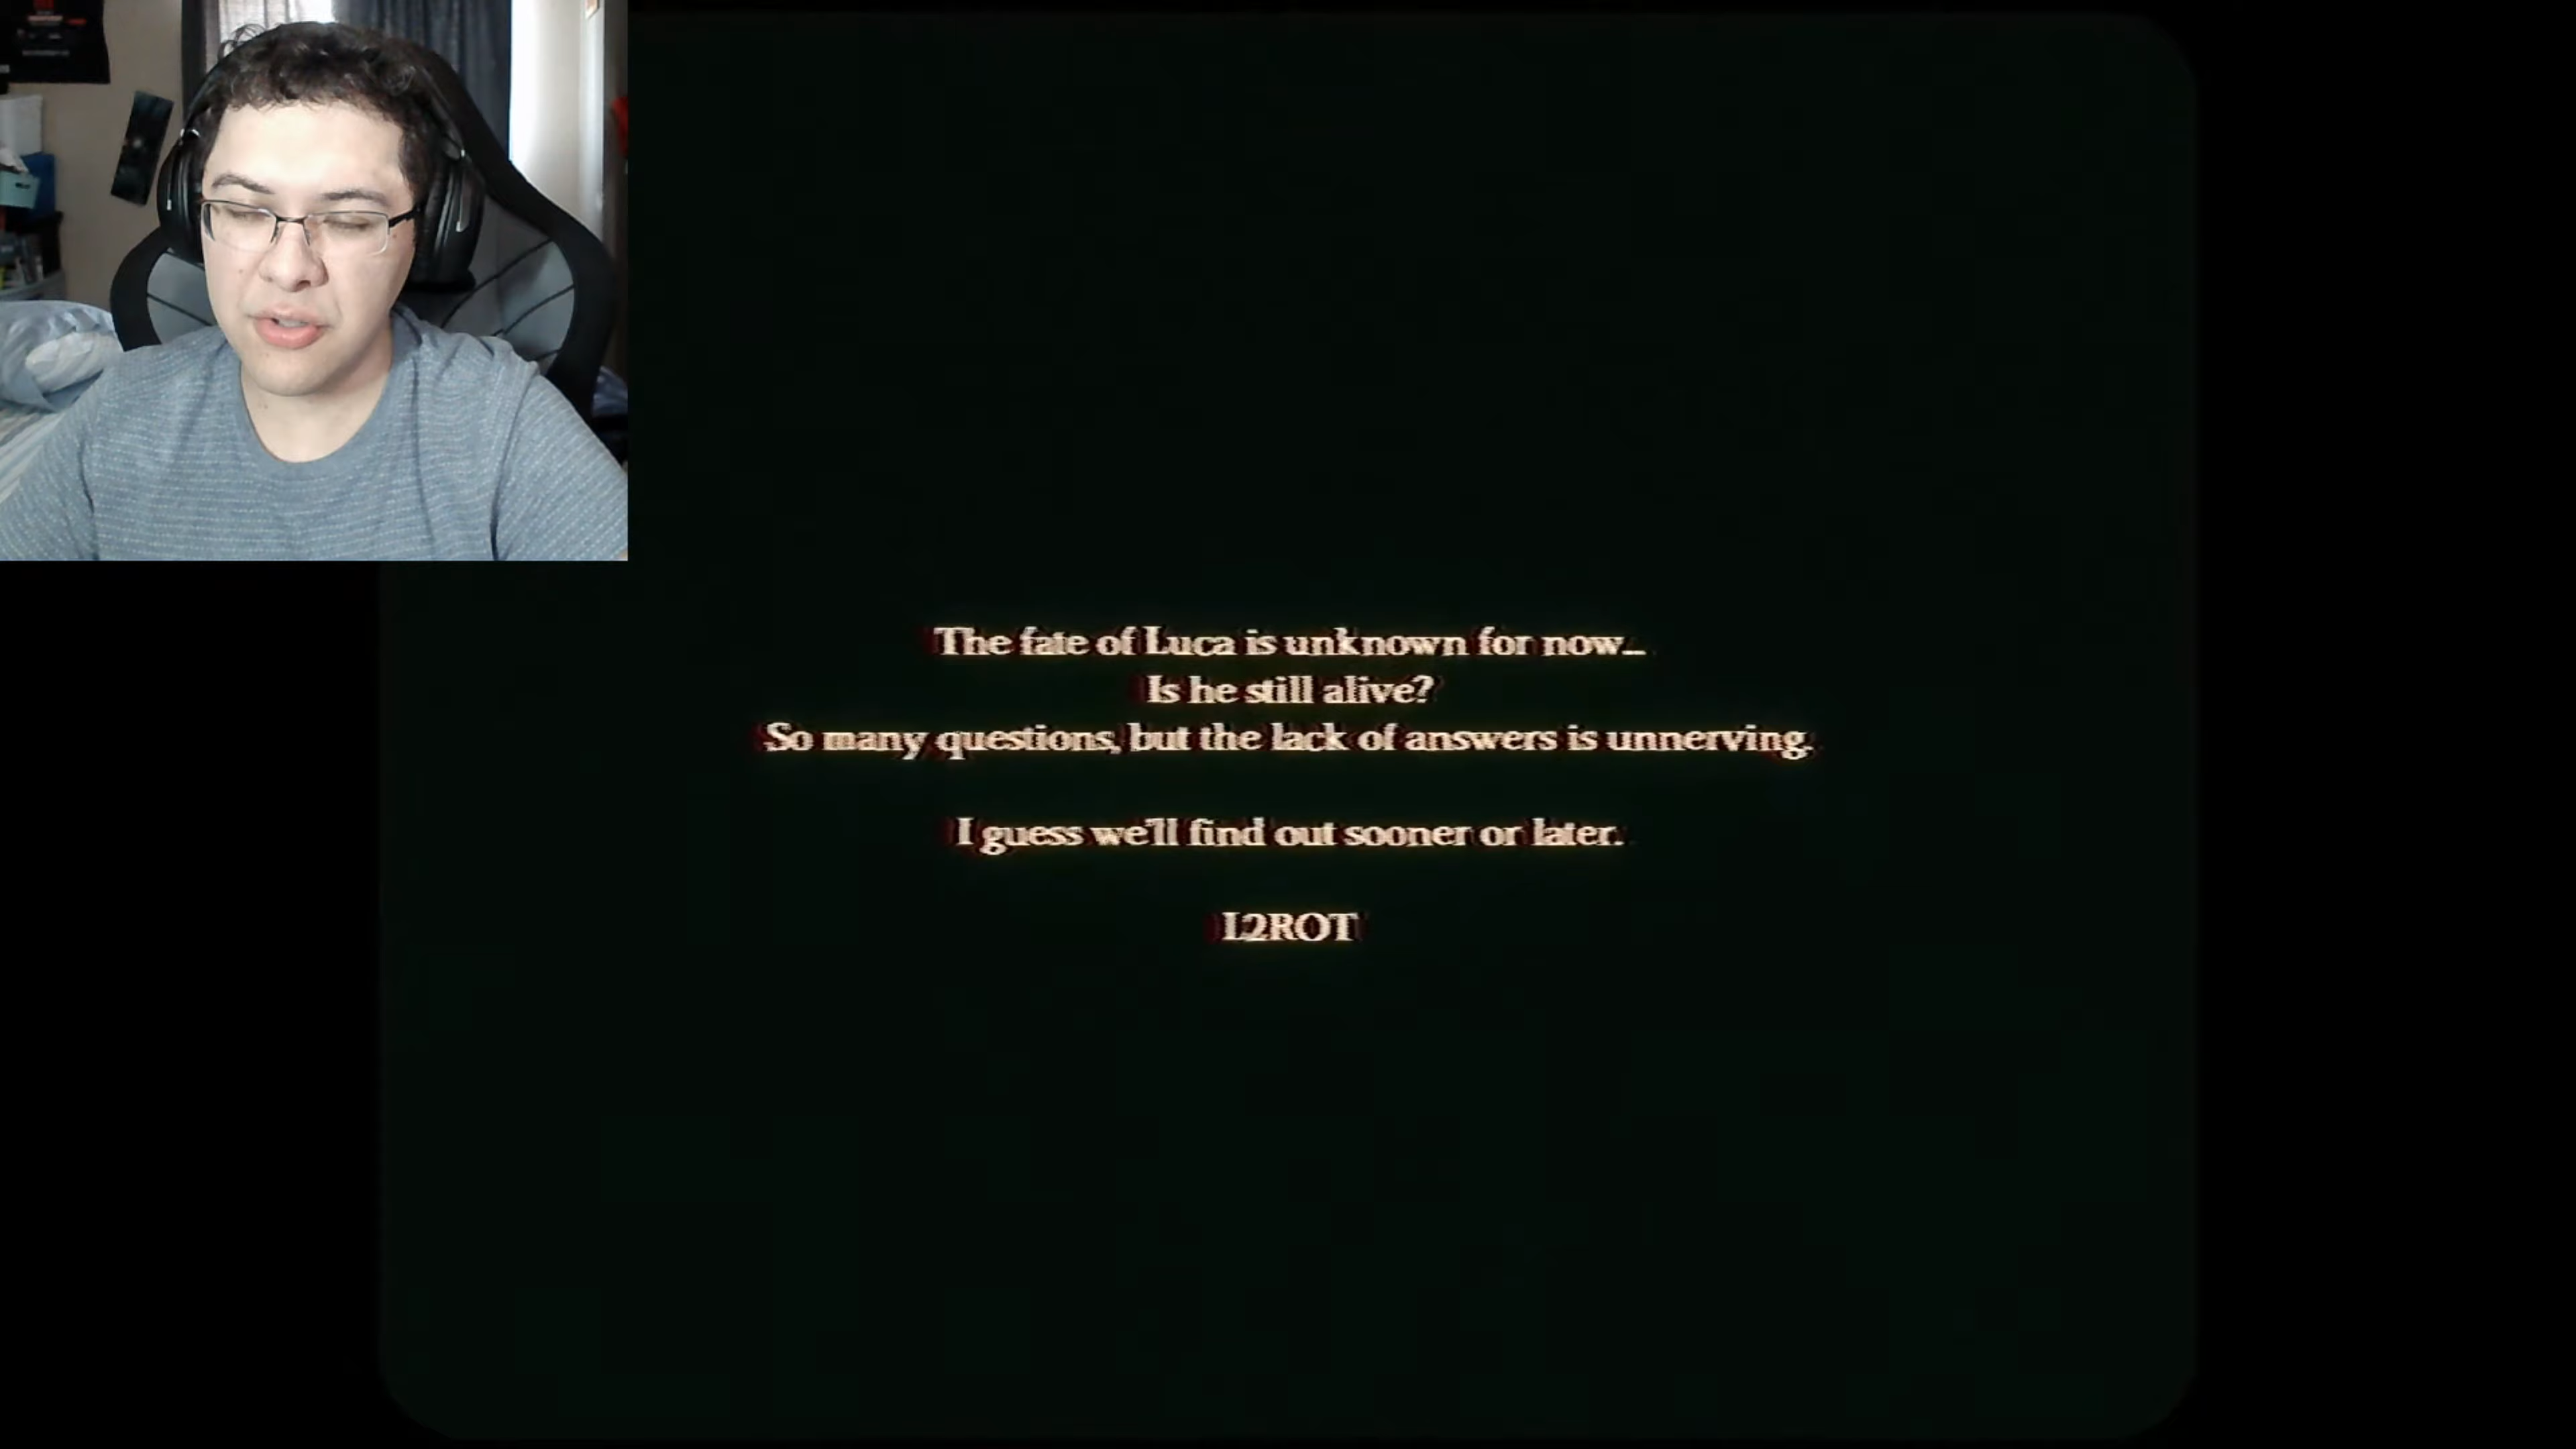 The fate of Luca is unknown for now...
Is he still alive?
So many questions, but the lack of answers is unnerving.
I guess we'll find out sooner or later.
L2ROT